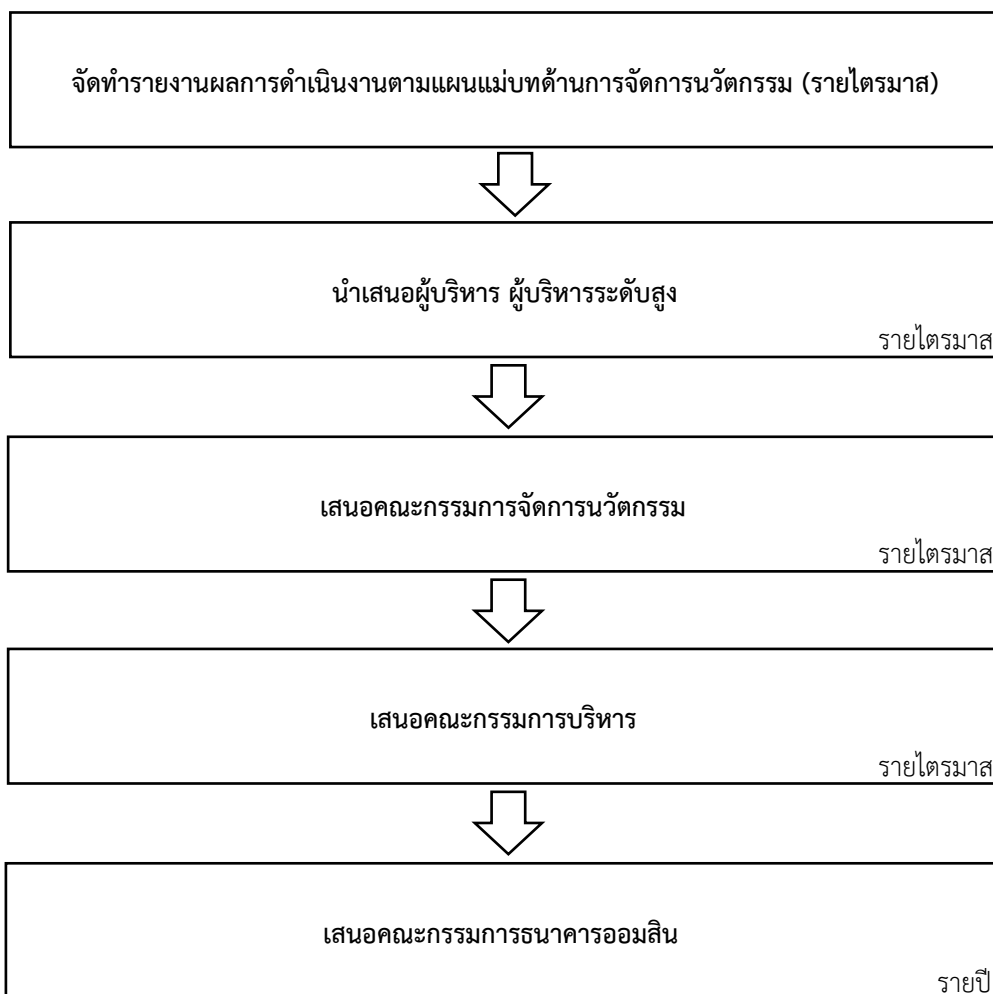 จัดทำรายงานผลการดำเนินงานตามแผนแม่บทด้านการจัดการนวัตกรรม (รายไตรมาส)
นำเสนอผู้บริหาร ผู้บริหารระดับสูง
รายไตรมาส
เสนอคณะกรรมการจัดการนวัตกรรม
รายไตรมาส
เสนอคณะกรรมการบริหาร
รายไตรมาส
เสนอคณะกรรมการธนาคารออมสิน
รายปี